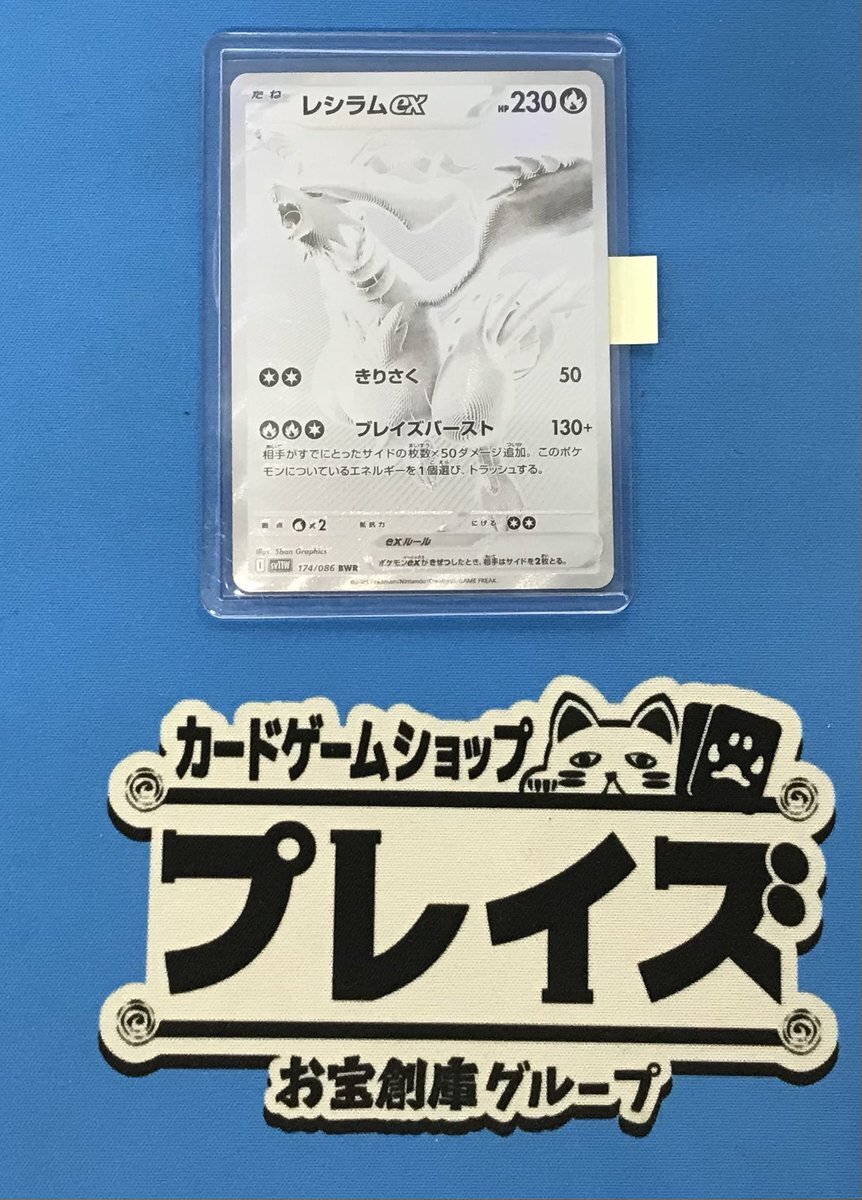 たね レシラムex HP 230
きりさく 50
ブレイズバースト 130+
相手がすでにとったサイドの枚数×50ダメージ追加。このポケ
モンについているエネルギーを1個選び、トラッシュする。
弱点 ×2 抵抗力 にげる
exルール
Illus. 5ban Graphics
ポケモンexがきぜつしたとき、相手はサイドを2枚とる。
I sv11W 174/086 BWR
カードゲームショップ
プレイズ
お宝創庫グループ